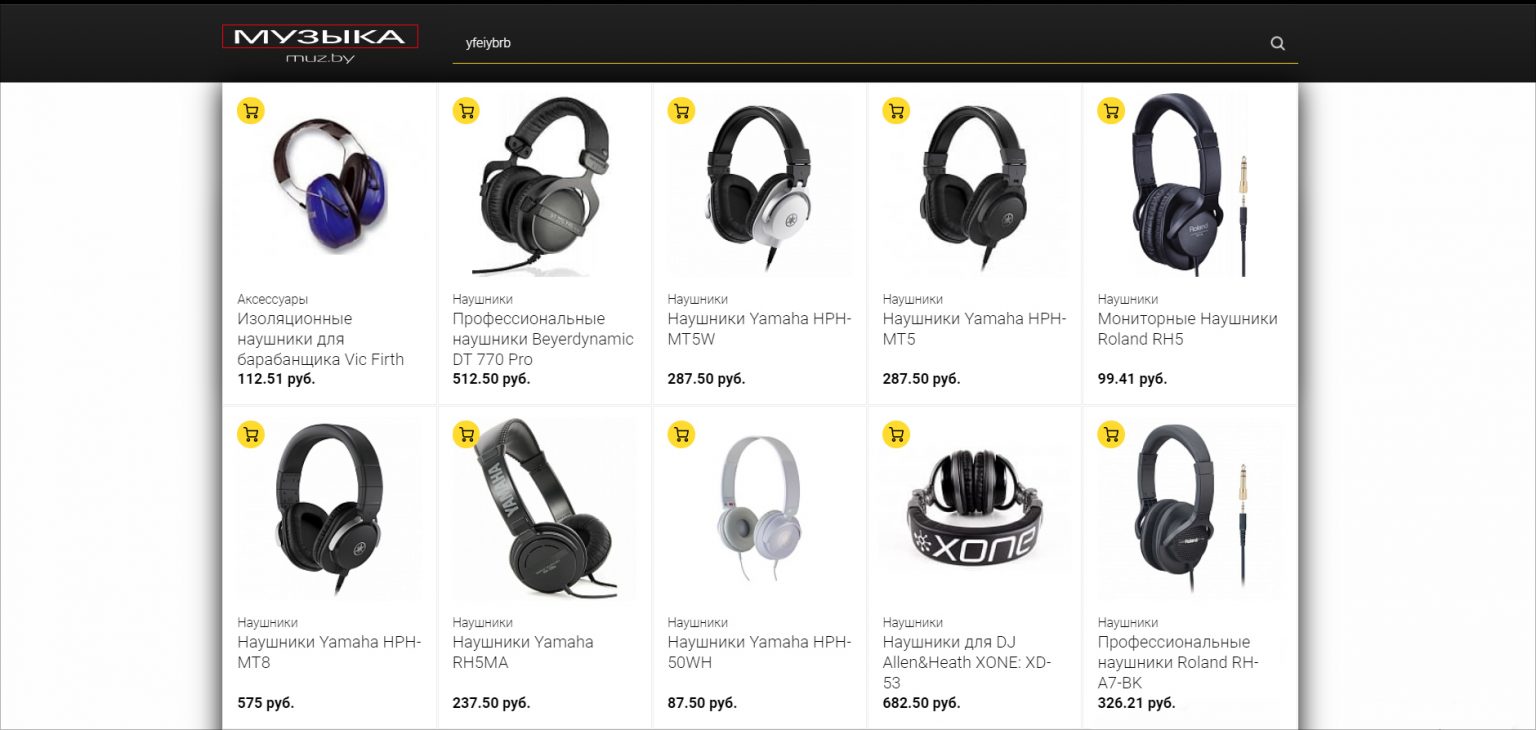 МУЗЫКА
muz.by
yfeiybrb
Аксессуары
Изоляционные
наушники для
барабанщика Vic Firth
112.51 руб.
Наушники
Профессиональные
наушники Beyerdynamic
DT 770 Pro
512.50 руб.
Наушники
Наушники Yamaha HPH-
MT5W
287.50 руб.
Наушники
Наушники Yamaha HPH-
MT5
287.50 руб.
Наушники
Мониторные Наушники
Roland RH5
99.41 руб.
Roland
Наушники
Наушники Yamaha HPH-
MT8
575 руб.
YAMAHA
Наушники
Наушники Yamaha
RH5MA
237.50 руб.
Наушники
Наушники Yamaha HPH-
50WH
87.50 руб.
XONE
Наушники
Наушники для DJ
Allen&Heath XONE: XD-
53
682.50 руб.
Roland
Наушники
Профессиональные
наушники Roland RH-
A7-BK
326.21 руб.